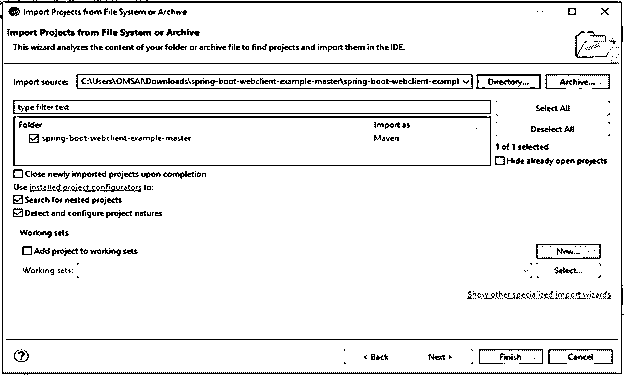 Import Projects from File System or Archive
Import Projects from File System or Archive
This wizard analyzes the content of your folder or archive file to find projects and import them in the IDE.
Import source: C:\Users\OMSAI\Downloads\spring-boot-webclient-example-master\spring-boot-webclient-exampl Directory... Archive...
type filter text
Select All
Folder Import as
Deselect All
spring-boot-webclient-example-master Maven
1 of 1 selected
Hide already open projects
Close newly imported projects upon completion
Use installed project configurators to:
Search for nested projects
Detect and configure project natures
Working sets
Add project to working sets New...
Working sets: Select...
Show other specialized import wizards
? < Back Next > Finish Cancel